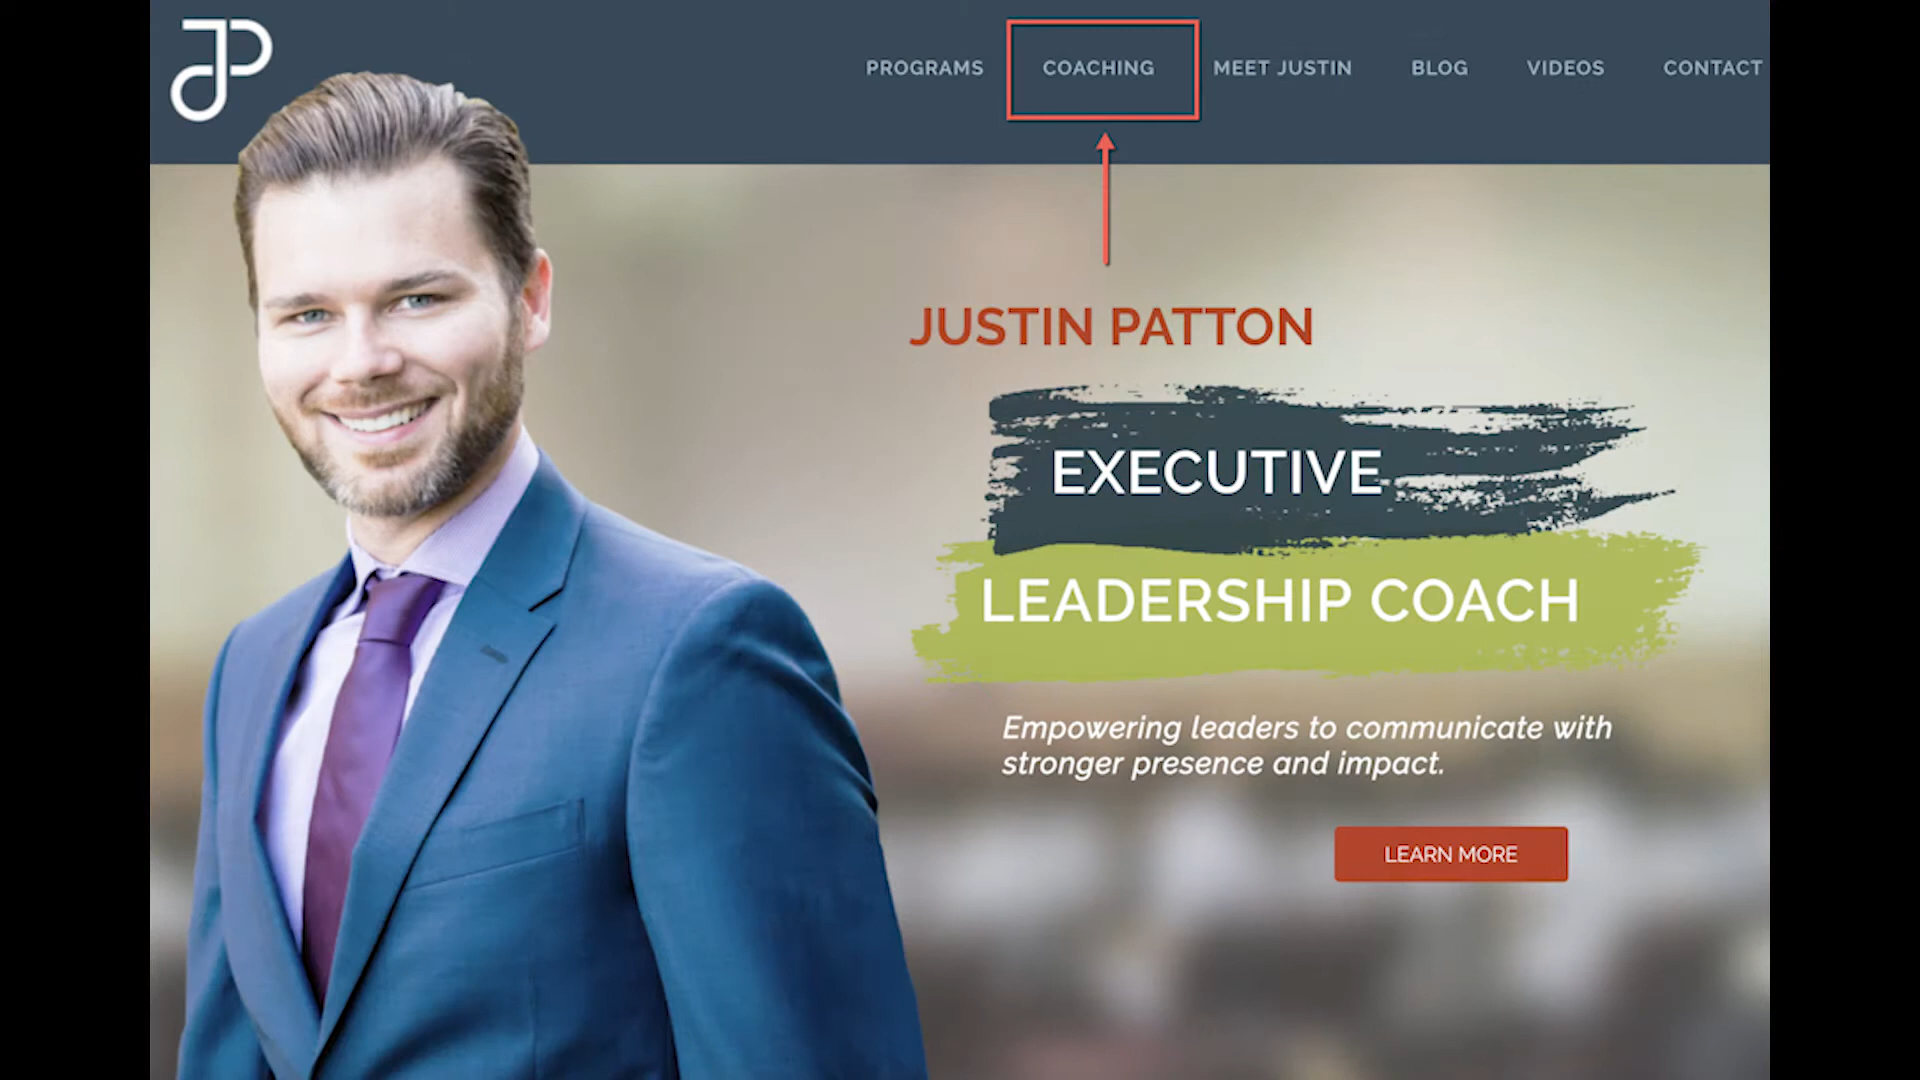 JP
PROGRAMS COACHING MEET JUSTIN BLOG VIDEOS CONTACT
JUSTIN PATTON
EXECUTIVE
LEADERSHIP COACH
Empowering leaders to communicate with
stronger presence and impact.
LEARN MORE